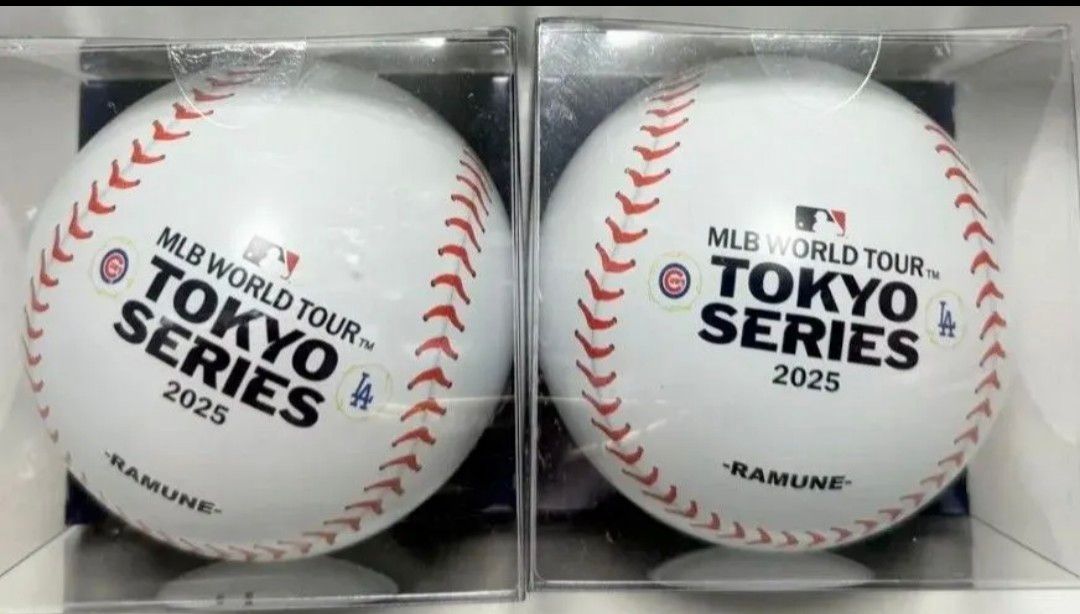 MLB WORLD TOUR™
TOKYO
SERIES
2025
-RAMUNE-
LA
MLB WORLD TOUR™
TOKYO
SERIES
2025
-RAMUNE-
LA